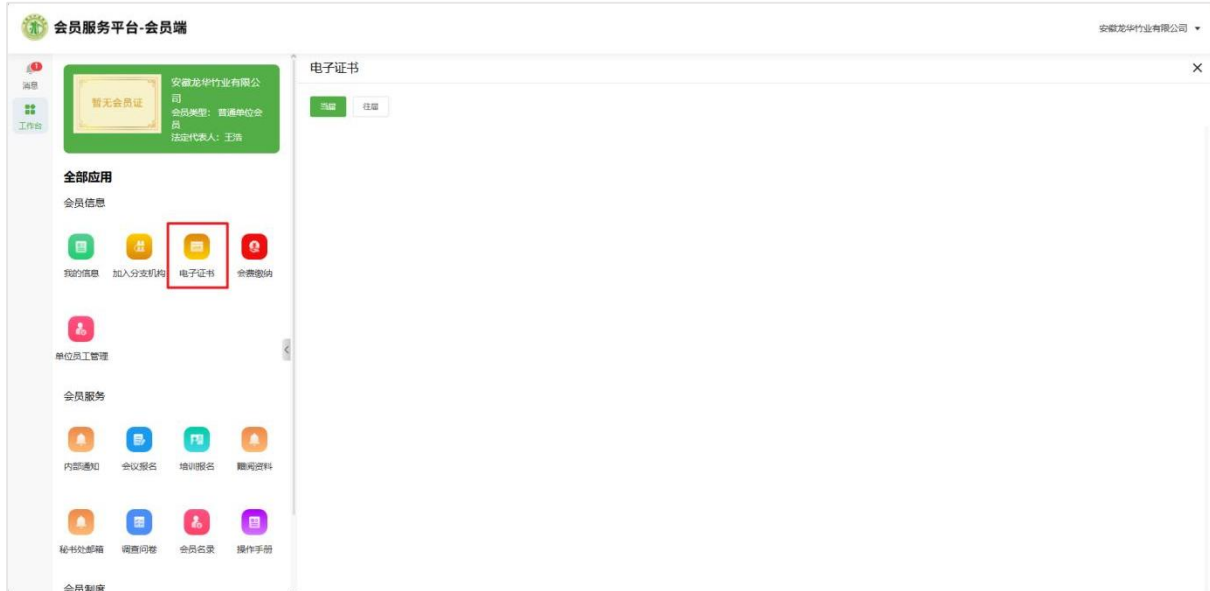 会员服务平台-会员端
安徽龙华竹业有限公司
1
消息
工作台
暂无会员证
安徽龙华竹业有限公
司
会员类型：普通单位会
员
法定代表人：王浩
电子证书
当届
往届
全部应用
会员信息
我的信息
加入分支机构
电子证书
会费缴纳
单位员工管理
会员服务
内部通知
会议报名
培训报名
赠阅资料
秘书处邮箱
调查问卷
会员名录
操作手册
会员制度